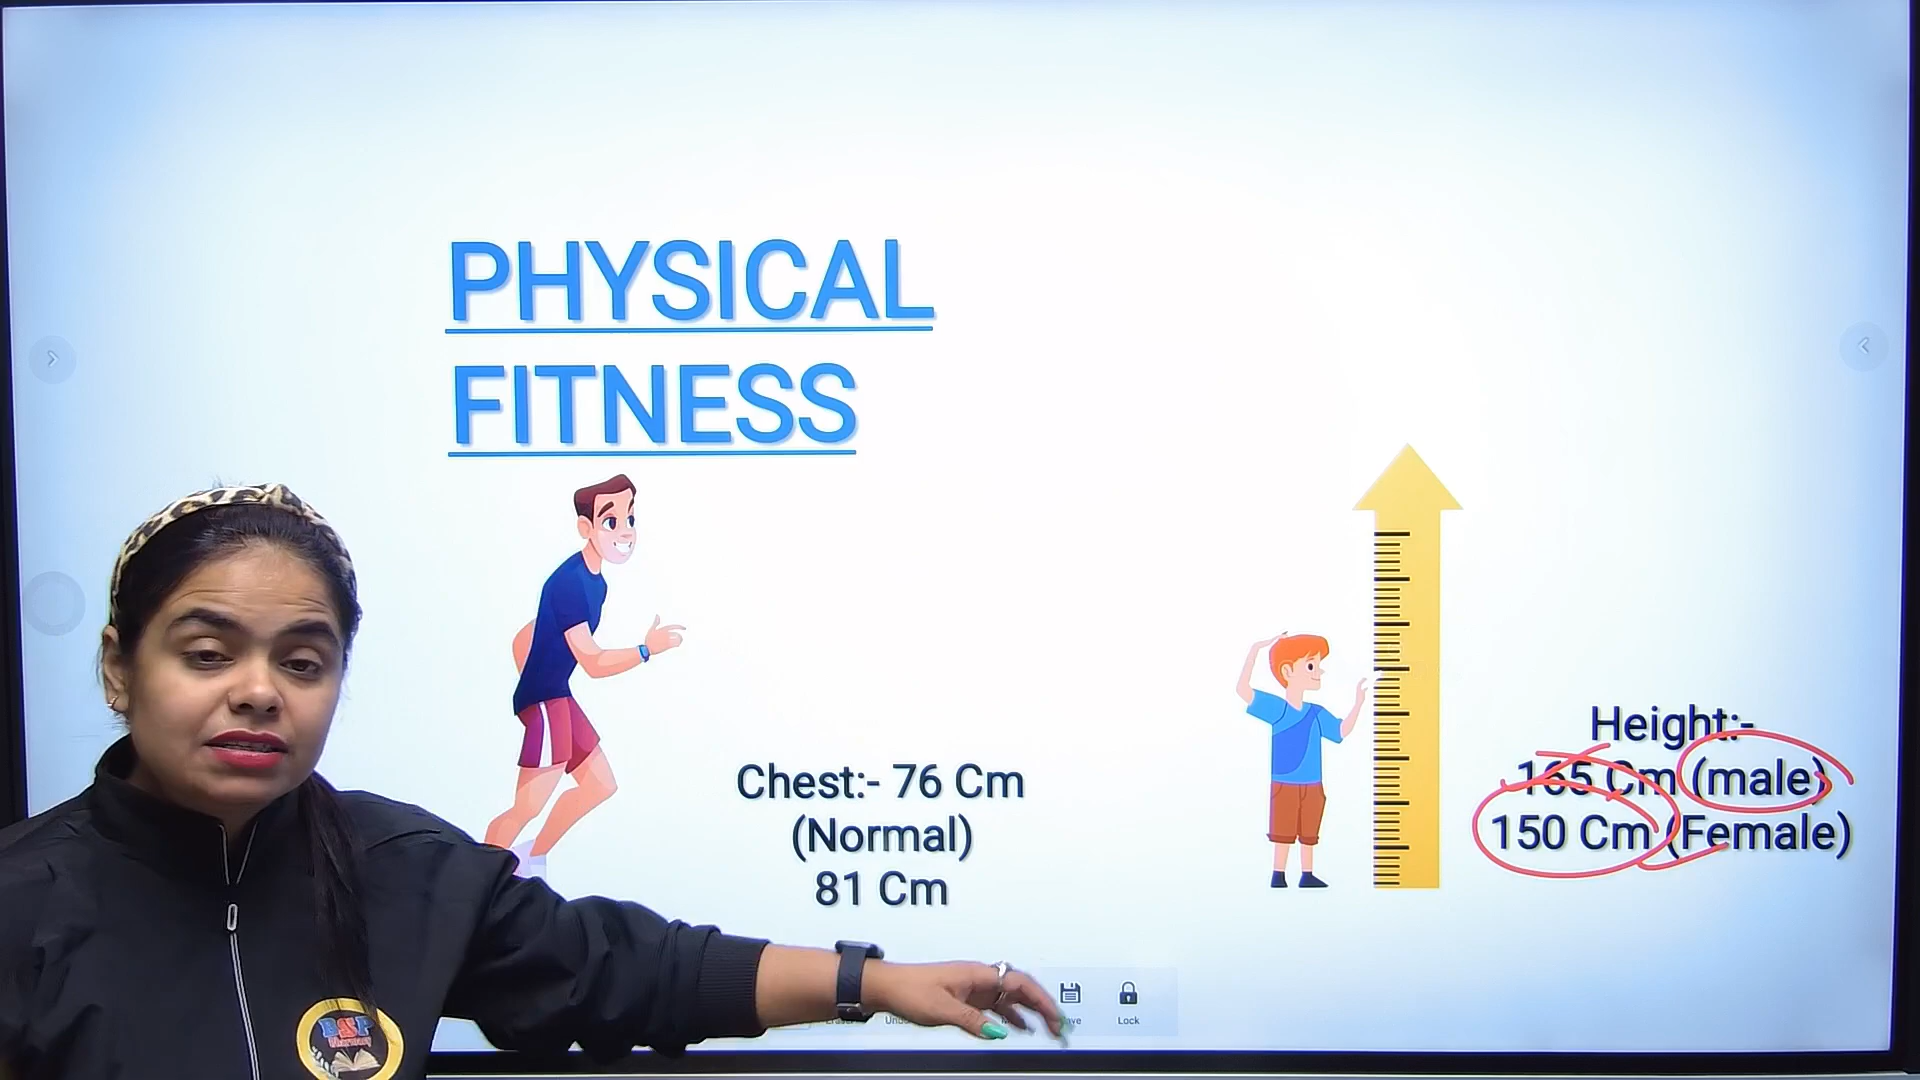 PHYSICAL
FITNESS
Height:-
165 Cm (male)
150 Cm (Female)
Chest:- 76 Cm
(Normal)
81 Cm
Lock